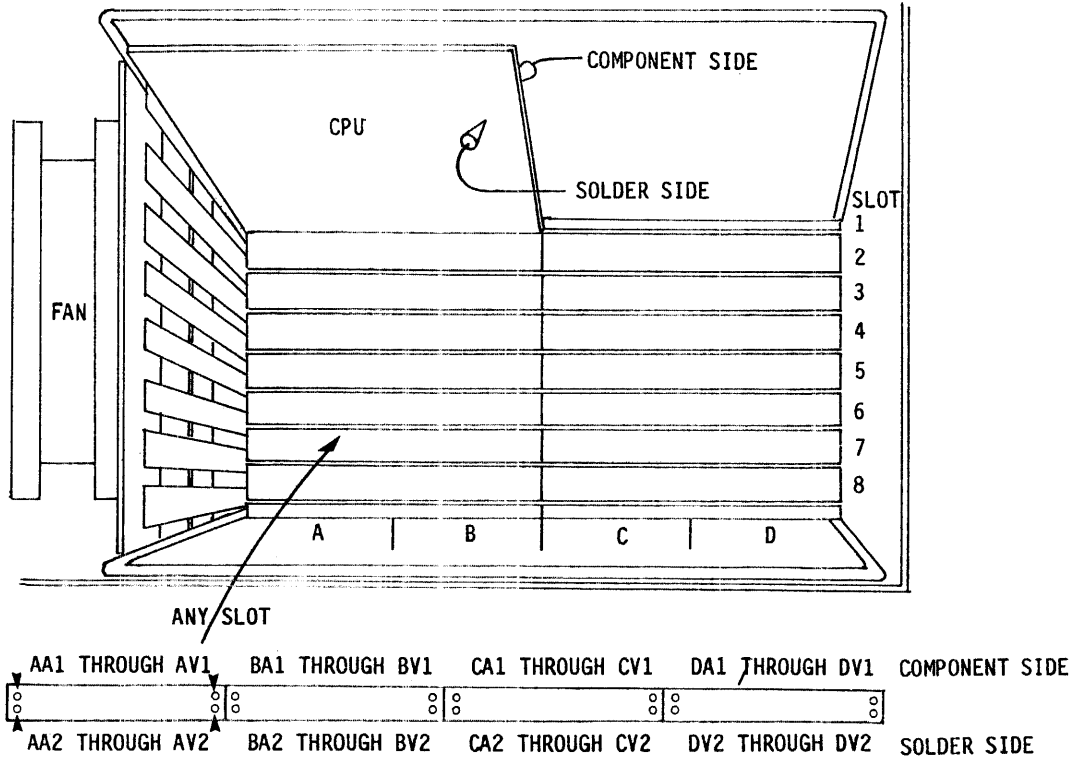 COMPONENT SIDE
CPU
SOLDER SIDE
SLOT
1
2
3
FAN
4
5
6
7
8
A B C D
ANY SLOT
AA1 THROUGH AV1 BA1 THROUGH BV1 CA1 THROUGH CV1 DA1 THROUGH DV1 COMPONENT SIDE
AA2 THROUGH AV2 BA2 THROUGH BV2 CA2 THROUGH CV2 DV2 THROUGH DV2 SOLDER SIDE